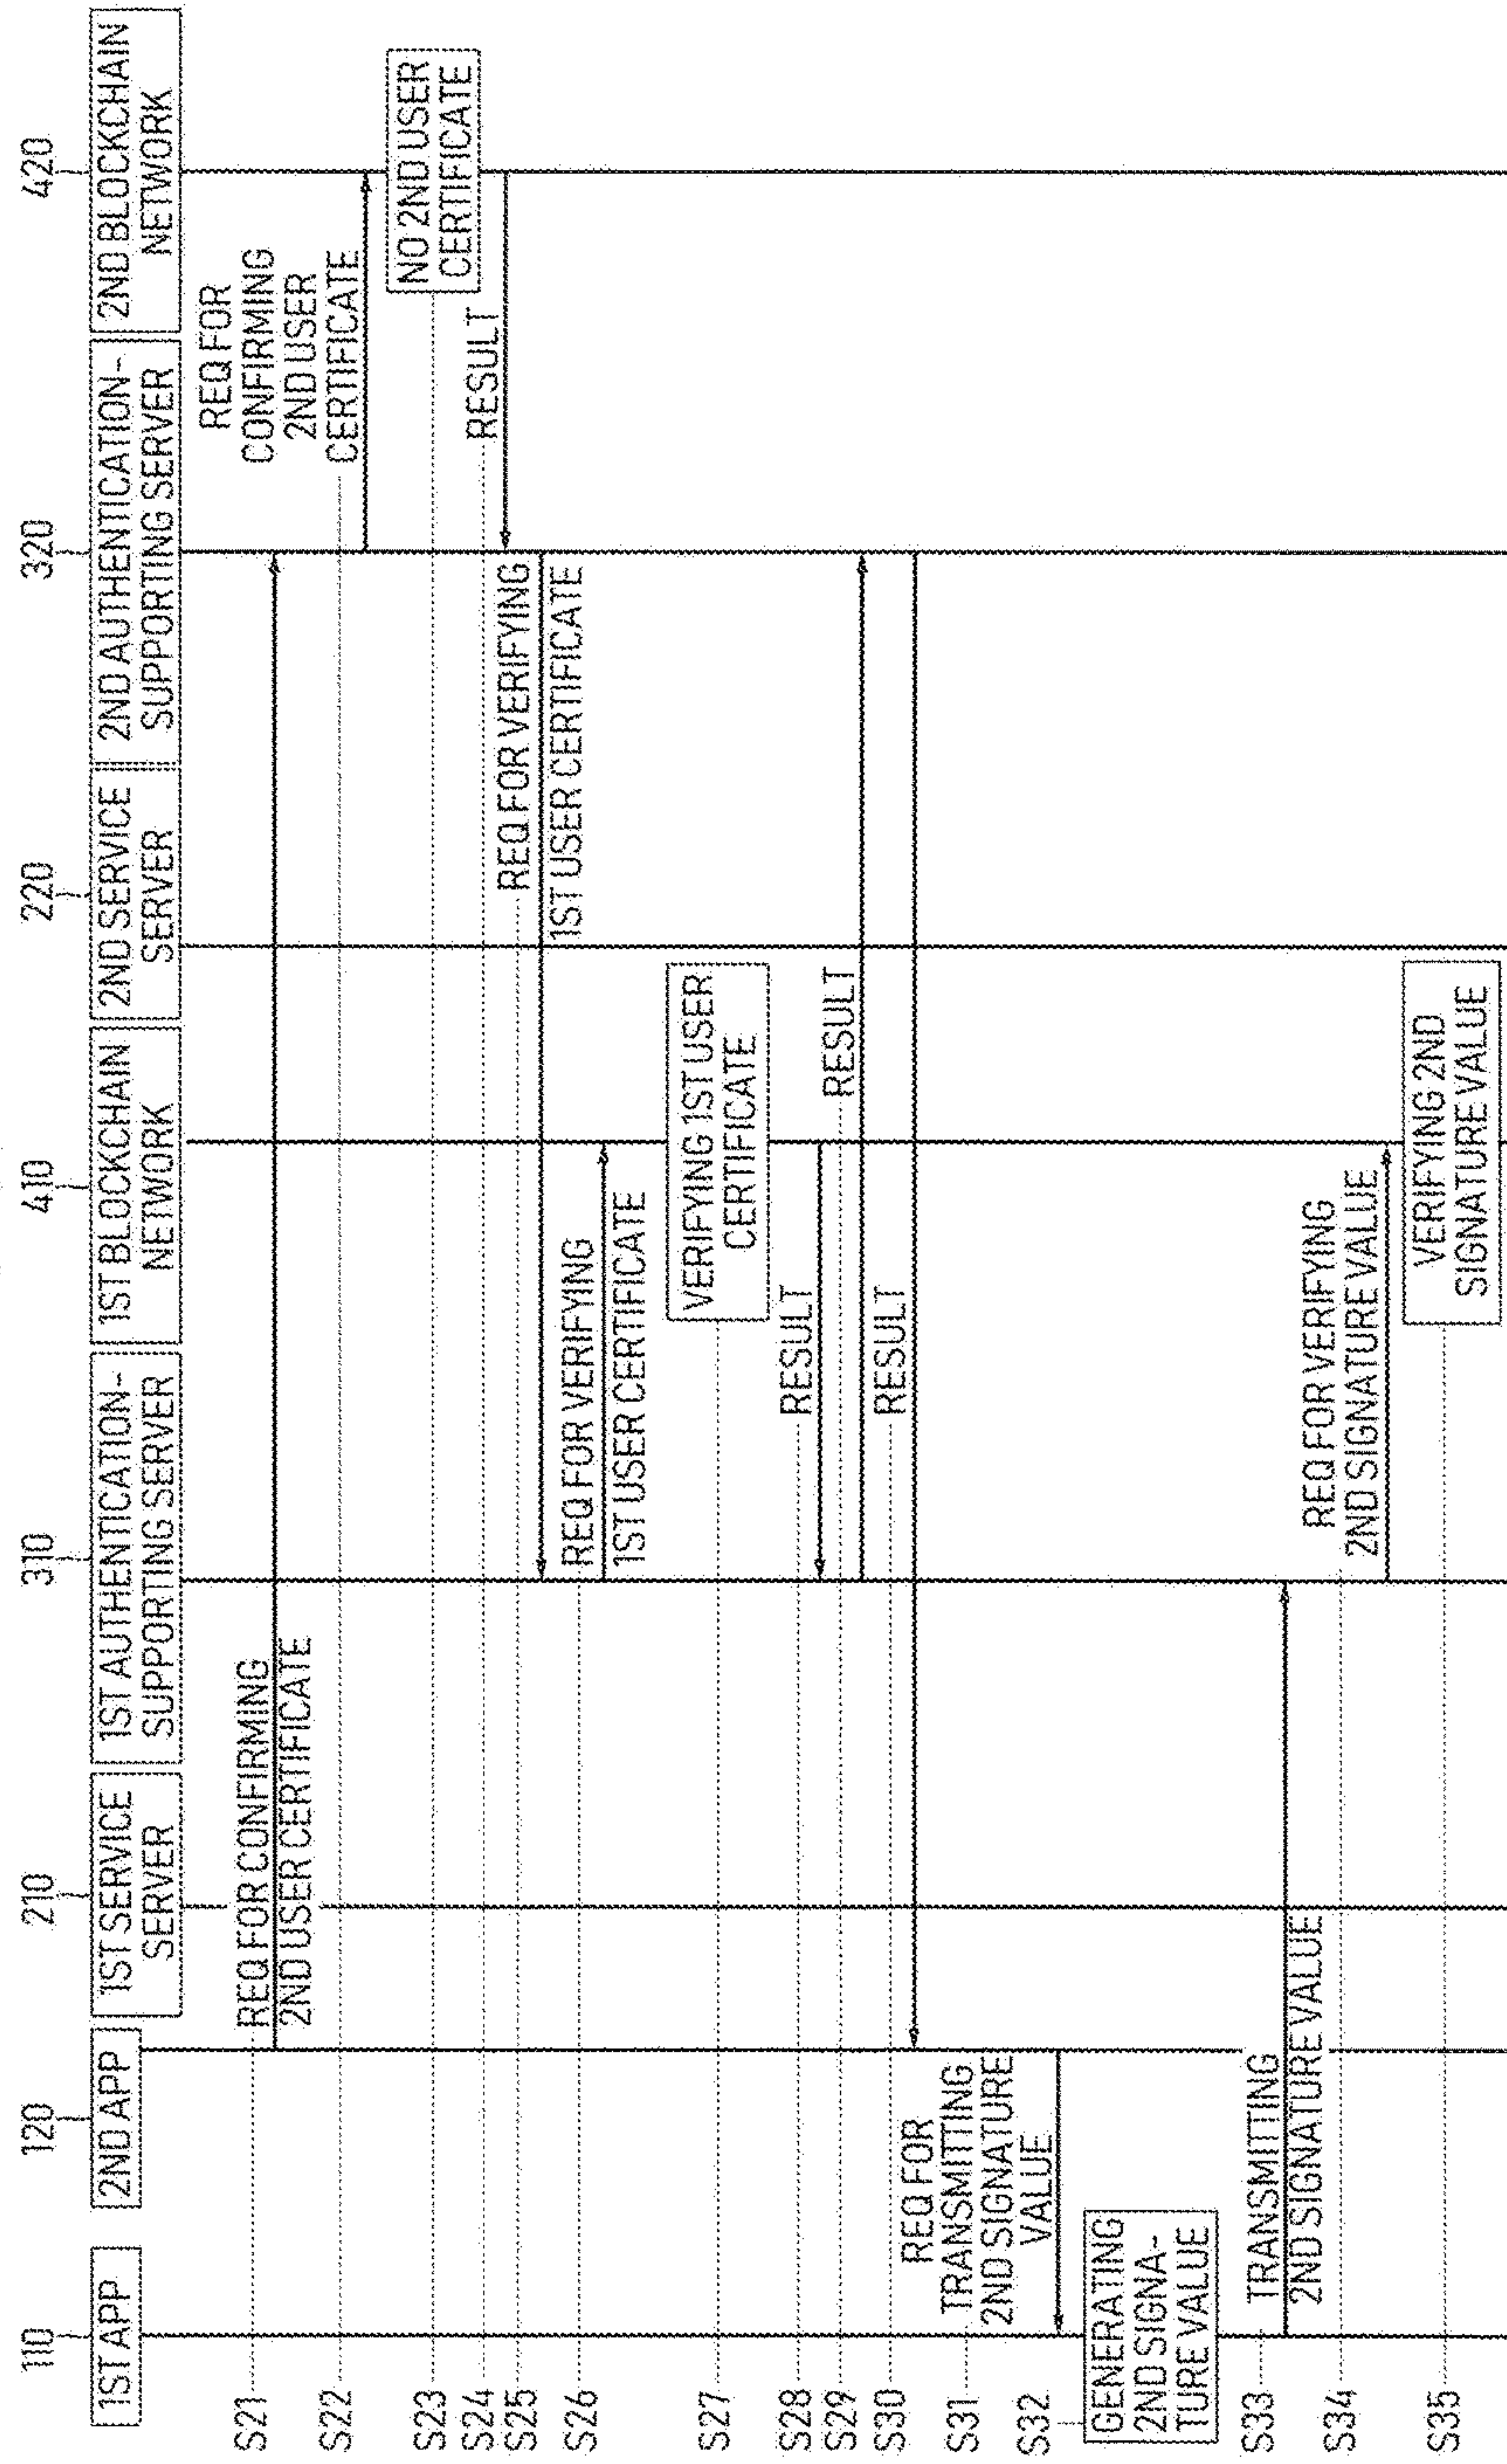 110
120
210
310
410
220
320
420
1ST APP
2ND APP
1ST SERVICE
SERVER
1ST AUTHENTICATION-
SUPPORTING SERVER
1ST BLOCKCHAIN
NETWORK
2ND SERVICE
SERVER
2ND AUTHENTICATION-
SUPPORTING SERVER
2ND BLOCKCHAIN
NETWORK
S21
REQ FOR CONFIRMING
2ND USER CERTIFICATE
S22
REQ FOR
CONFIRMING
2ND USER
CERTIFICATE
S23
NO 2ND USER
CERTIFICATE
S24
RESULT
S25
REQ FOR VERIFYING
1ST USER CERTIFICATE
S26
REQ FOR VERIFYING
1ST USER CERTIFICATE
S27
VERIFYING 1ST USER
CERTIFICATE
S28
RESULT
S29
RESULT
S30
RESULT
S31
REQ FOR
TRANSMITTING
2ND SIGNATURE
VALUE
S32
GENERATING
2ND SIGNA-
TURE VALUE
S33
TRANSMITTING
2ND SIGNATURE VALUE
S34
REQ FOR VERIFYING
2ND SIGNATURE VALUE
S35
VERIFYING 2ND
SIGNATURE VALUE